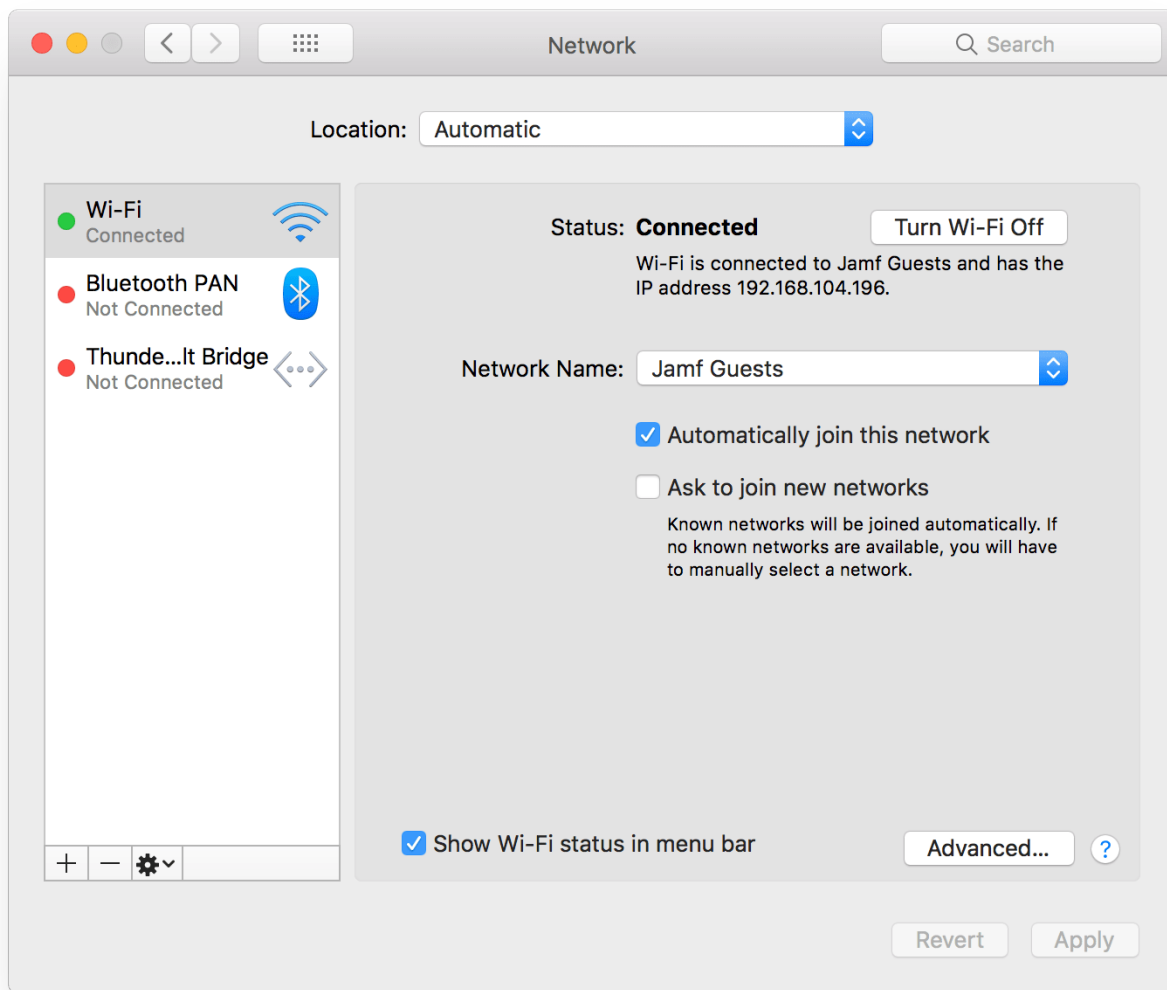 Network
Search
Location:
Automatic
Wi-Fi
Connected
Bluetooth PAN
Not Connected
Thunde...lt Bridge
Not Connected
Status: Connected
Turn Wi-Fi Off
Wi-Fi is connected to Jamf Guests and has the
IP address 192.168.104.196.
Network Name:
Jamf Guests
Automatically join this network
Ask to join new networks
Known networks will be joined automatically. If
no known networks are available, you will have
to manually select a network.
Show Wi-Fi status in menu bar
Advanced...
?
Revert
Apply